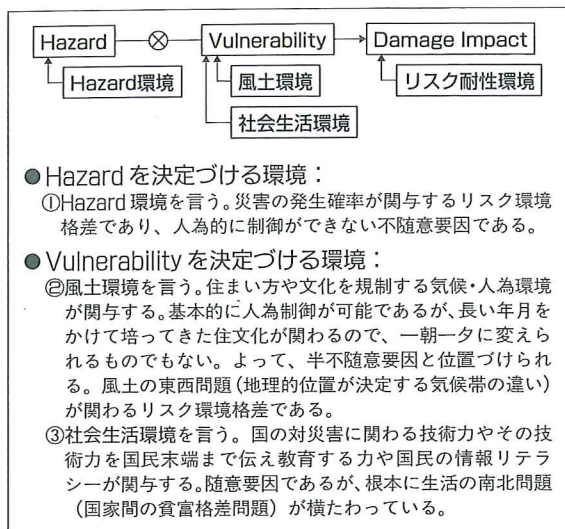 Hazard ⊗ Vulnerability Damage Impact
Hazard環境 風土環境 リスク耐性環境
社会生活環境
●Hazardを決定づける環境：
①Hazard環境を言う。災害の発生確率が関与するリスク環境
格差であり、人為的に制御ができない不随意要因である。
●Vulnerabilityを決定づける環境：
②風土環境を言う。住まい方や文化を規制する気候・人為環境
が関与する。基本的に人為制御が可能であるが、長い年月を
かけて培ってきた住文化が関わるので、一朝一夕に変えら
れるものでもない。よって、半不随意要因と位置づけられ
る。風土の東西問題（地理的位置が決定する気候帯の違い）
が関わるリスク環境格差である。
③社会生活環境を言う。国の対災害に関わる技術力やその技
術力を国民末端まで伝え教育する力や国民の情報リテラ
シーが関与する。随意要因であるが、根本に生活の南北問題
（国家間の貧富格差問題）が横たわっている。